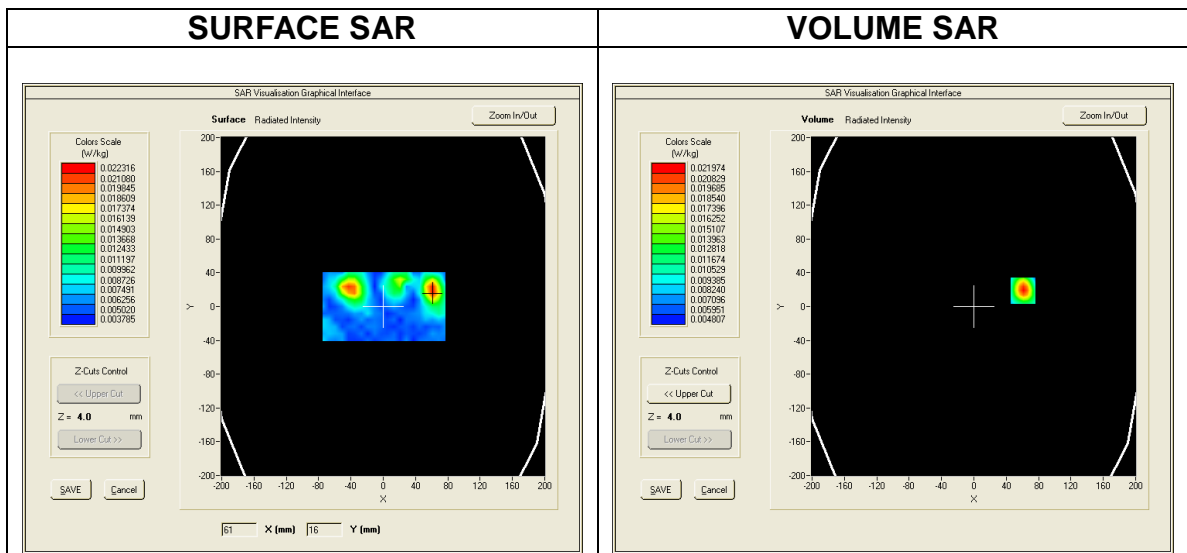 SURFACE SAR
VOLUME SAR
SAR Visualisation Graphical Interface
Surface Radiated Intensity
Zoom In/Out
Colors Scale
(W/kg)
0.022316
0.021080
0.019845
0.018609
0.017374
0.016139
0.014903
0.013668
0.012433
0.011197
0.009962
0.008726
0.007491
0.006256
0.005020
0.003785
200-
160-
120-
80-
40-
0-
-40-
-80-
-120-
-160-
-200-
Y
-200 -160 -120 -80 -40 0 40 80 120 160 200
X
Z-Cuts Control
<< Upper Cut
Z = 4.0 mm
Lower Cut >>
SAVE Cancel
61 X (mm) 16 Y (mm)
SAR Visualisation Graphical Interface
Volume Radiated Intensity
Zoom In/Out
Colors Scale
(W/kg)
0.021974
0.020829
0.019685
0.018540
0.017396
0.016252
0.015107
0.013963
0.012818
0.011674
0.010529
0.009385
0.008240
0.007096
0.005951
0.004807
200-
160-
120-
80-
40-
0-
-40-
-80-
-120-
-160-
-200-
Y
-200 -160 -120 -80 -40 0 40 80 120 160 200
X
Z-Cuts Control
<< Upper Cut
Z = 4.0 mm
Lower Cut >>
SAVE Cancel